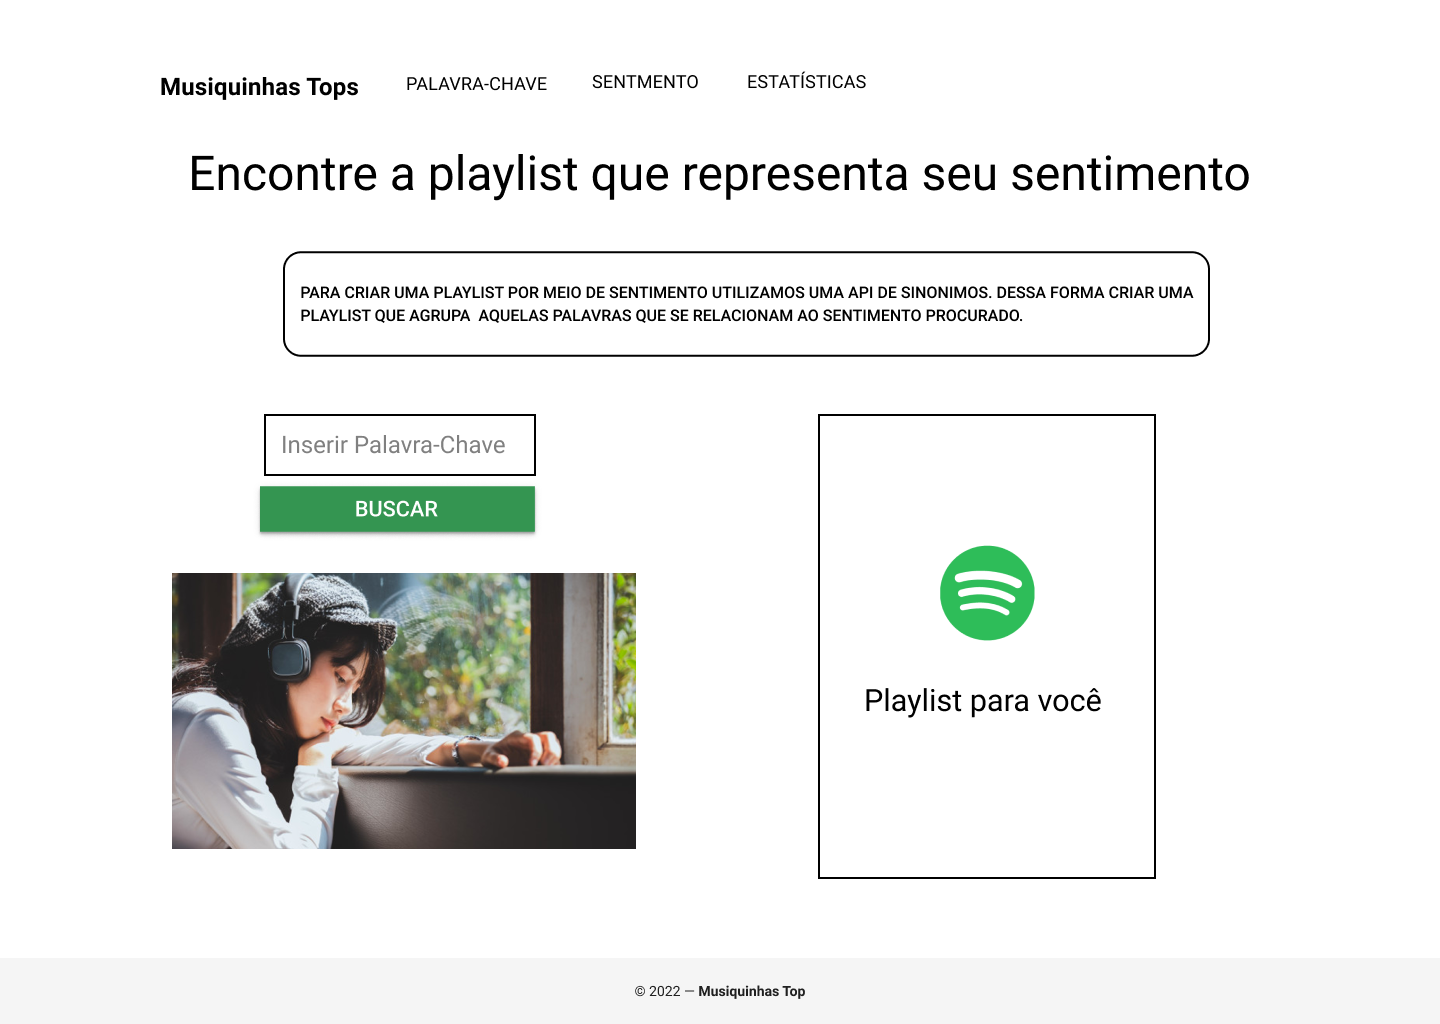 Musiquinhas Tops PALAVRA-CHAVE SENTMENTO ESTATÍSTICAS
Encontre a playlist que representa seu sentimento
PARA CRIAR UMA PLAYLIST POR MEIO DE SENTIMENTO UTILIZAMOS UMA API DE SINONIMOS. DESSA FORMA CRIAR UMA
PLAYLIST QUE AGRUPA  AQUELAS PALAVRAS QUE SE RELACIONAM AO SENTIMENTO PROCURADO.
Inserir Palavra-Chave
BUSCAR
Playlist para você
© 2022 — Musiquinhas Top